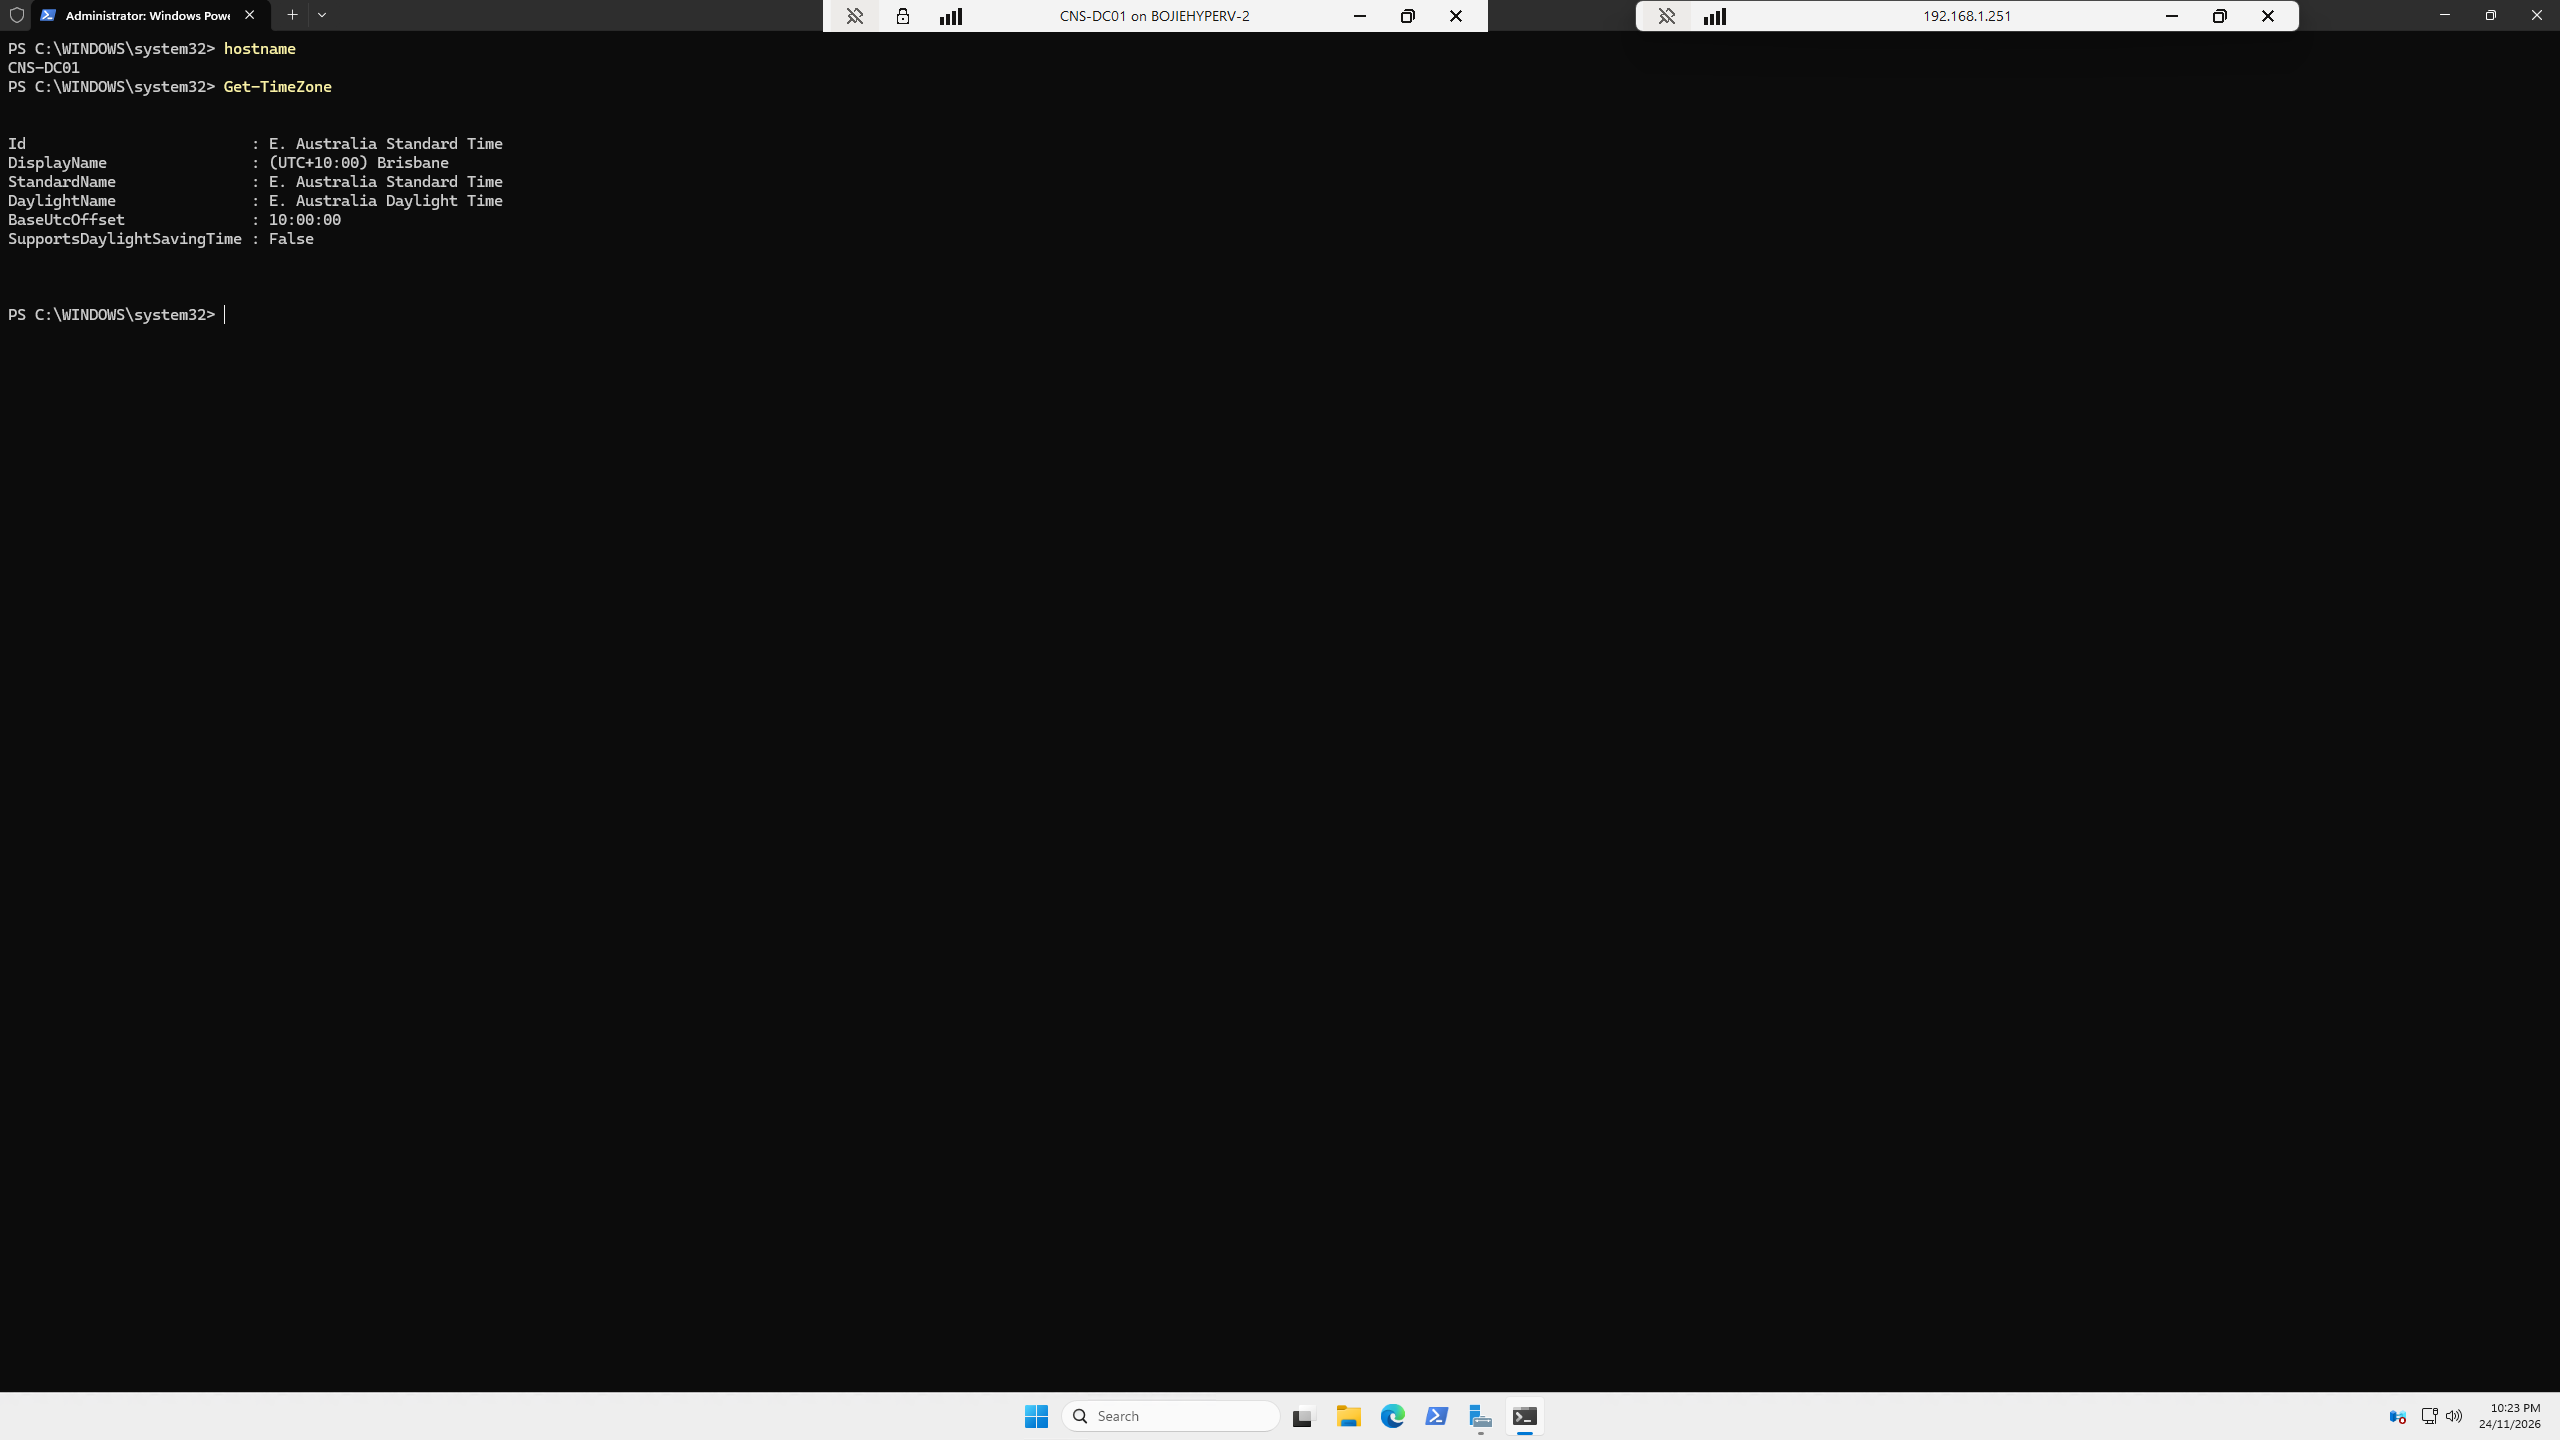 Administrator: Windows Powe
CNS-DC01 on BOJIEHYPERV-2
192.168.1.251
PS C:\WINDOWS\system32> hostname
CNS-DC01
PS C:\WINDOWS\system32> Get-TimeZone
Id                         : E. Australia Standard Time
DisplayName                : (UTC+10:00) Brisbane
StandardName               : E. Australia Standard Time
DaylightName               : E. Australia Daylight Time
BaseUtcOffset              : 10:00:00
SupportsDaylightSavingTime : False
PS C:\WINDOWS\system32>
Search
10:23 PM
24/11/2026